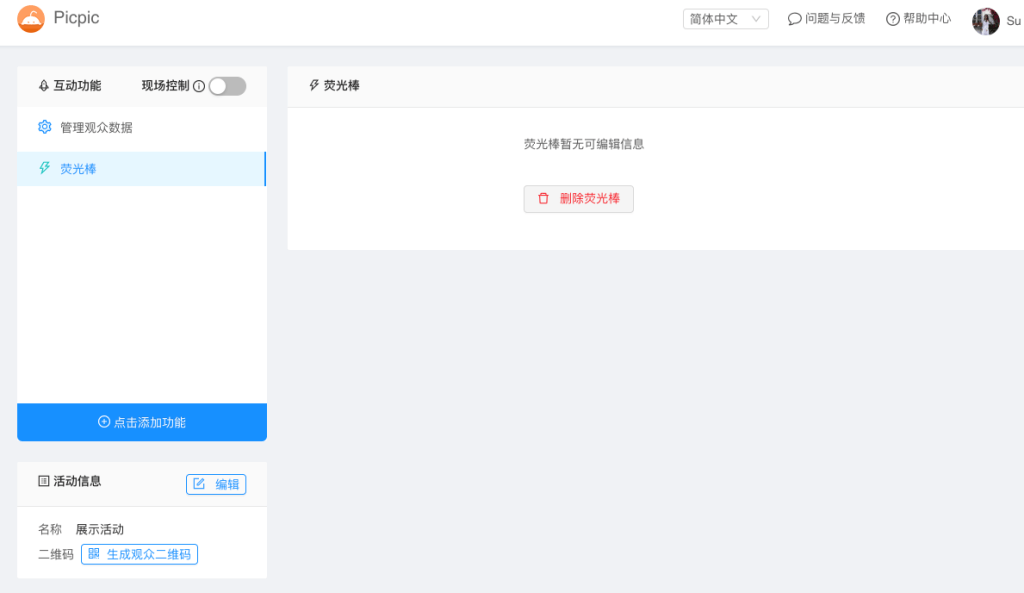 Picpic
简体中文
问题与反馈
帮助中心
Su
互动功能
现场控制
管理观众数据
荧光棒
点击添加功能
荧光棒
荧光棒暂无可编辑信息
删除荧光棒
活动信息
编辑
名称 展示活动
二维码 生成观众二维码